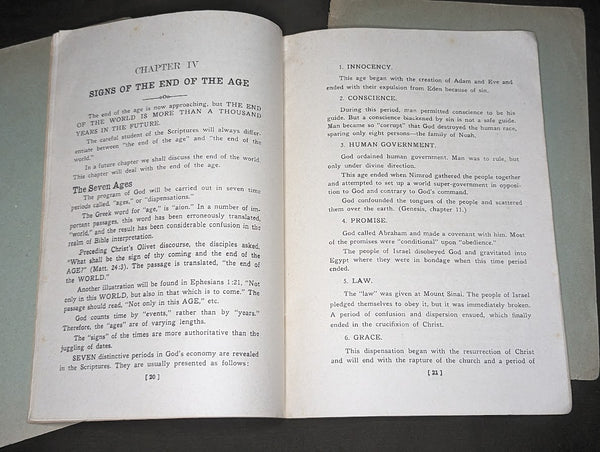 CHAPTER IV
SIGNS OF THE END OF THE AGE
The end of the age is now approaching, but THE END
OF THE WORLD IS MORE THAN A THOUSAND
YEARS IN THE FUTURE.
The careful student of the Scriptures will always differ-
entiate between "the end of the age" and "the end of the
world."
In a future chapter we shall discuss the end of the world.
This chapter will deal with the end of the age.
The Seven Ages
The program of God will be carried out in seven time
periods called, "ages," or "dispensations."
The Greek word for "age," is "aion." In a number of im-
portant passages, this word has been erroneously translated,
"world," and the result has been considerable confusion in the
realm of Bible interpretation.
Preceding Christ's Olivet discourse, the disciples asked,
"What shall be the sign of thy coming and the end of the
AGE?" (Matt. 24:3). The passage is translated, "the end of
the WORLD."
Another illustration will be found in Ephesians 1:21, "Not
only in this WORLD, but also in that which is to come." The
passage should read, "Not only in this AGE," etc.
God counts time by "events," rather than by "years."
Therefore, the "ages" are of varying lengths.
The "signs" of the times are more authoritative than the
juggling of dates.
SEVEN distinctive periods in God's economy are revealed
in the Scriptures. They are usually presented as follows:
[ 20 ]
1. INNOCENCY.
This age began with the creation of Adam and Eve and
ended with their expulsion from Eden because of sin.
2. CONSCIENCE.
During this period, man permitted conscience to be his
guide. But a conscience blackened by sin is not a safe guide.
Man became so "corrupt" that God destroyed the human race,
sparing only eight persons—the family of Noah.
3. HUMAN GOVERNMENT.
God ordained human government. Man was to rule, but
only under divine direction.
This age ended when Nimrod gathered the people together
and attempted to set up a world super-government in opposi-
tion to God and contrary to God's command.
God confounded the tongues of the people and scattered
them over the earth. (Genesis, chapter 11.)
4. PROMISE.
God called Abraham and made a covenant with him. Most
of the promises were "conditional" upon "obedience."
The people of Israel disobeyed God and gravitated into
Egypt where they were in bondage when this time period
ended.
5. LAW.
The "law" was given at Mount Sinai. The people of Israel
pledged themselves to obey it, but it was immediately broken.
A period of confusion and dispersion ensued, which finally
ended in the crucifixion of Christ.
6. GRACE.
This dispensation began with the resurrection of Christ
and will end with the rapture of the church and a period of
[ 21 ]